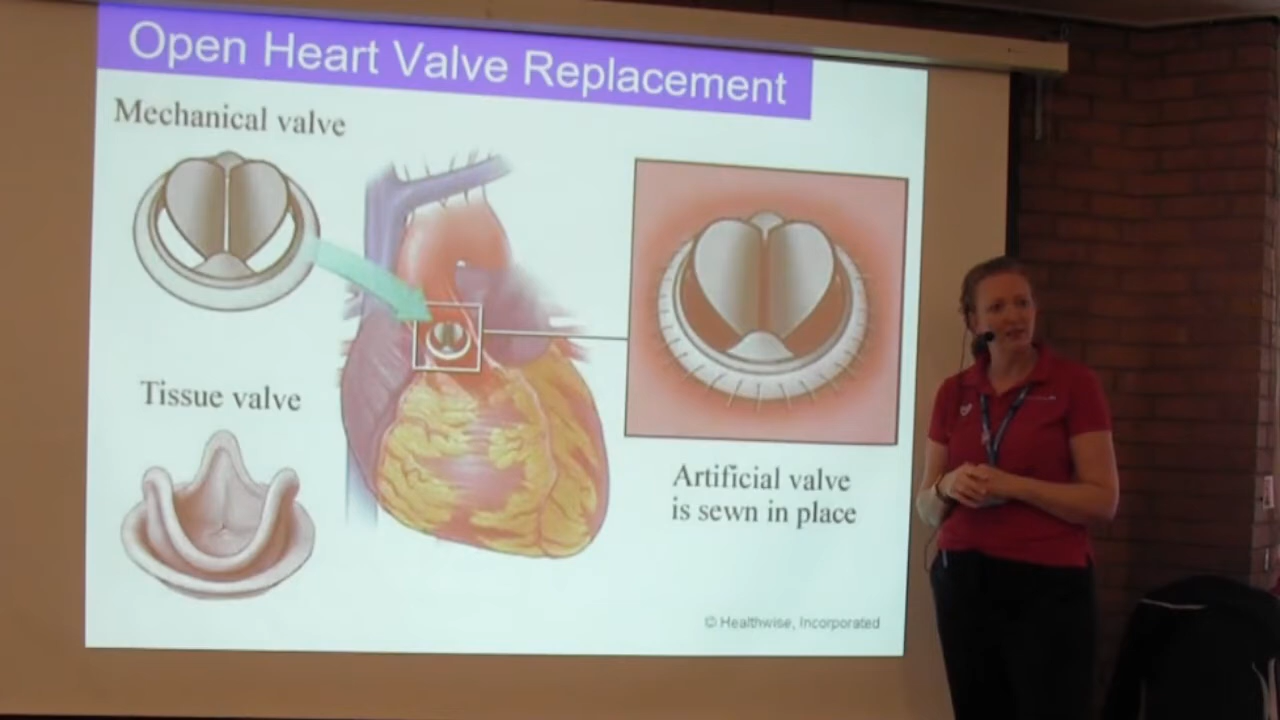 Open Heart Valve Replacement
Mechanical valve
Tissue valve
Artificial valve
is sewn in place
© Healthwise, Incorporated